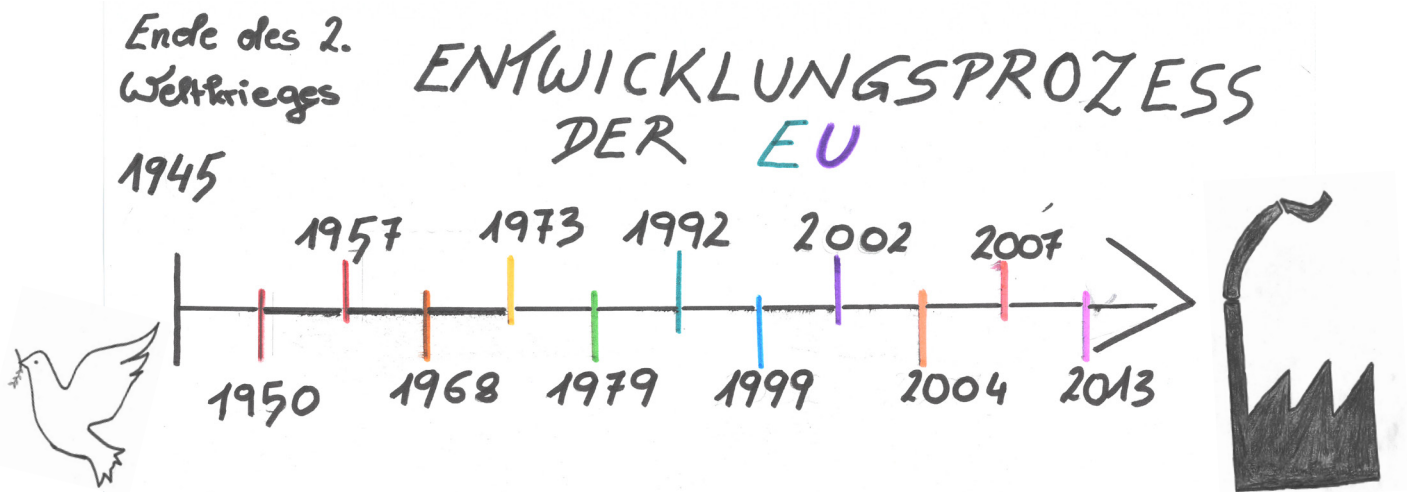 Ende des 2.
Weltkrieges
ENTWICKLUNGSPROZESS
DER EU
1945
1957 1973 1992 2002 2007
1950 1968 1979 1999 2004 2013